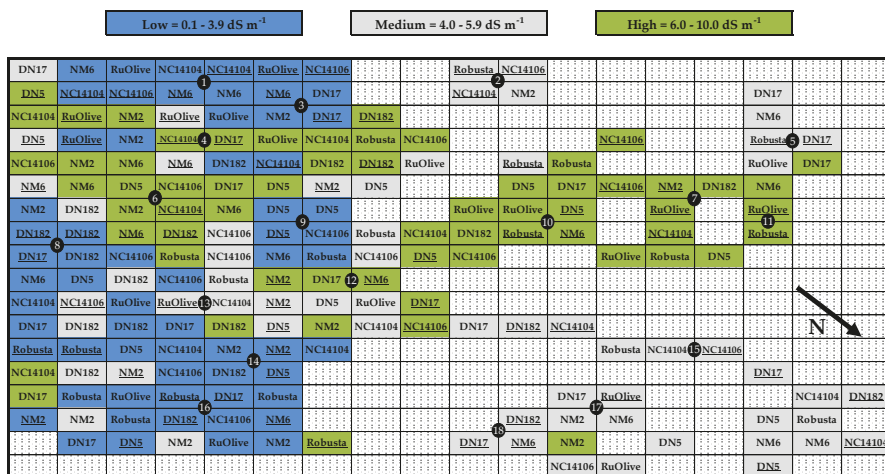 Low = 0.1 - 3.9 dS m⁻¹ Medium = 4.0 - 5.9 dS m⁻¹ High = 6.0 - 10.0 dS m⁻¹
DN17 NM6 RuOlive NC14104 NC14104 RuOlive NC14106 Robusta NC14106
1 2
DN5 NC14104 NC14106 NM6 NM6 NM6 DN17 NC14104 NM2 DN17
3
NC14104 RuOlive NM2 RuOlive RuOlive NM2 DN17 DN182 NM6
DN5 RuOlive NM2 NC14104 4 DN17 RuOlive NC14104 Robusta NC14106 NC14106 Robusta 5 DN17
NC14106 NM2 NM6 NM6 DN182 NC14104 DN182 DN182 RuOlive Robusta Robusta RuOlive DN17
NM6 NM6 DN5 NC14106 DN17 DN5 NM2 DN5 DN5 DN17 NC14106 NM2 DN182 NM6
6 7
NM2 DN182 NM2 NC14104 NM6 DN5 DN5 RuOlive RuOlive DN5 RuOlive RuOlive
9 10 11
DN182 DN182 NM6 DN182 NC14106 DN5 NC14106 Robusta NC14104 DN182 Robusta NM6 NC14104 Robusta
8
DN17 DN182 NC14106 Robusta NC14106 NM6 Robusta NC14106 DN5 NC14106 RuOlive Robusta DN5
NM6 DN5 DN182 NC14106 Robusta NM2 DN17 12 NM6
NC14104 NC14106 RuOlive RuOlive 13 NC14104 NM2 DN5 RuOlive DN17
N
DN17 DN182 DN182 DN17 DN182 DN5 NM2 NC14104 NC14106 DN17 DN182 NC14104
Robusta Robusta DN5 NC14104 NM2 NM2 NC14104 Robusta NC14104 15 NC14106
14
NC14104 DN182 NM2 NC14106 DN182 DN5 DN17
DN17 Robusta RuOlive Robusta DN17 Robusta DN17 RuOlive NC14104 DN182
16 17
NM2 NM2 Robusta DN182 NC14106 NM6 DN182 NM2 NM6 DN5 Robusta
18
DN17 DN5 NM2 RuOlive NM2 Robusta DN17 NM6 NM2 DN5 NM6 NM6 NC14104
NC14106 RuOlive DN5